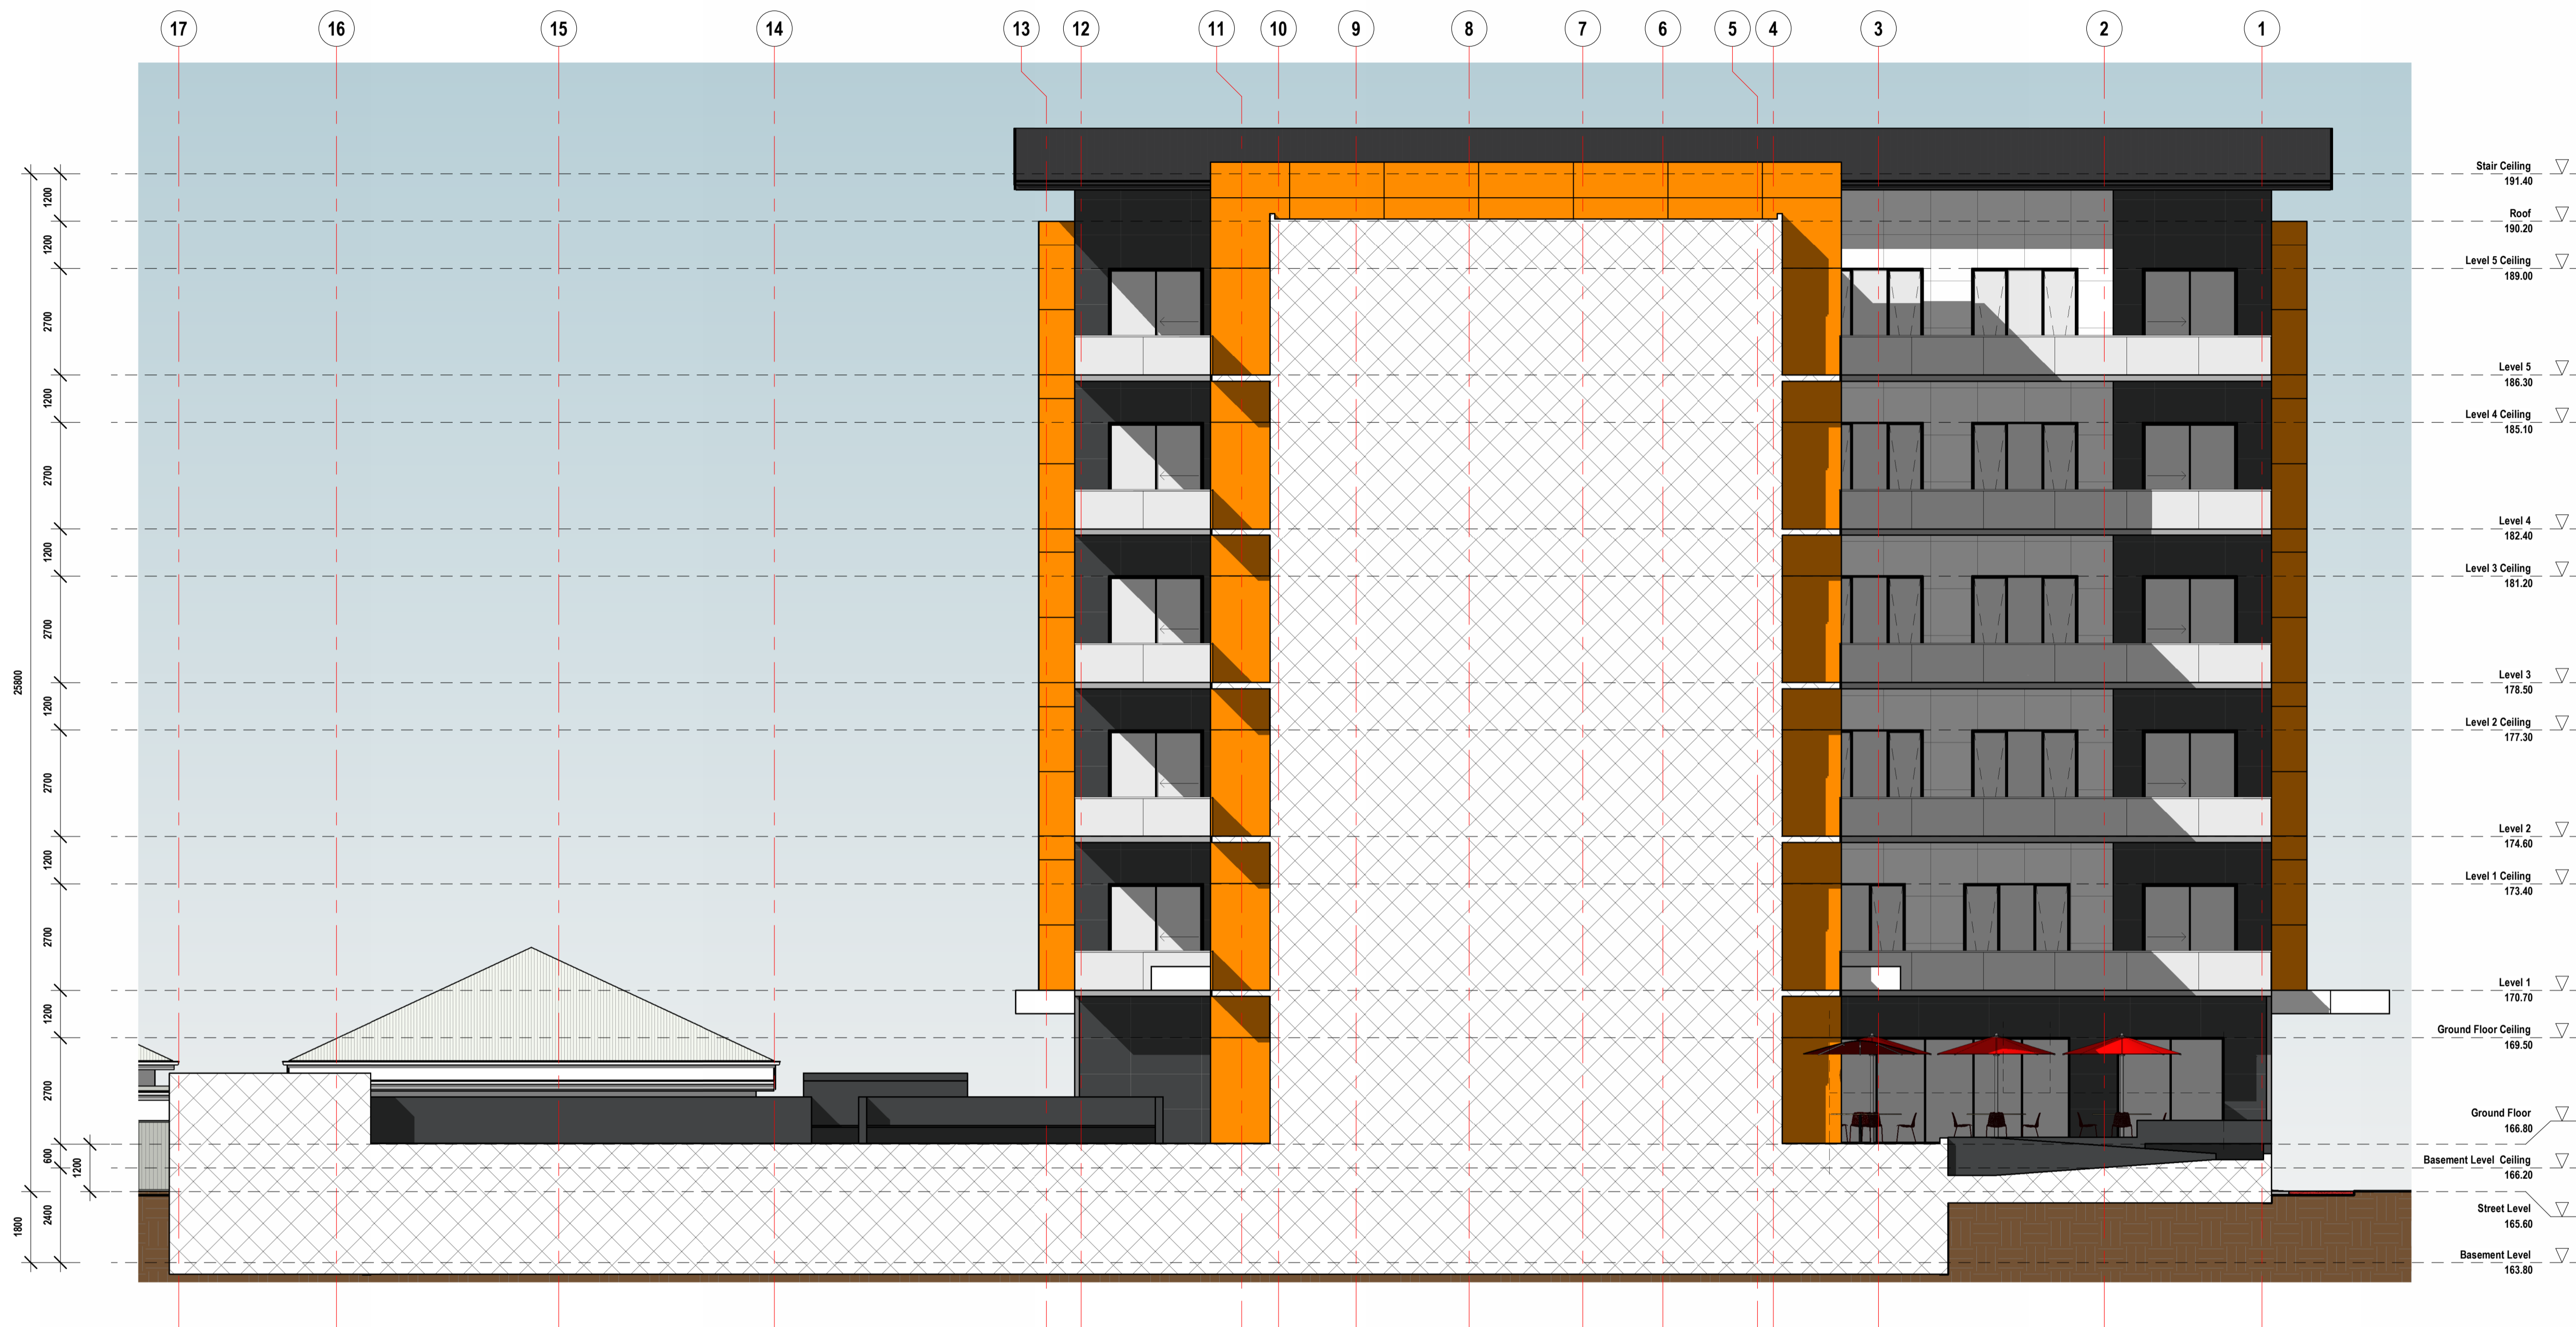 17 16 15 14 13 12 11 10 9 8 7 6 5 4 3 2 1
Stair Ceiling
191.40
Roof
190.20
Level 5 Ceiling
189.00
Level 5
186.30
Level 4 Ceiling
185.10
Level 4
182.40
Level 3 Ceiling
181.20
Level 3
178.50
Level 2 Ceiling
177.30
Level 2
174.60
Level 1 Ceiling
173.40
Level 1
170.70
Ground Floor Ceiling
169.50
Ground Floor
166.80
Basement Level Ceiling
166.20
Street Level
165.60
Basement Level
163.80
1200
1200
2700
1200
2700
1200
2700
1200
2700
1200
2700
1200
2700
600
2400
1200
25800
1800